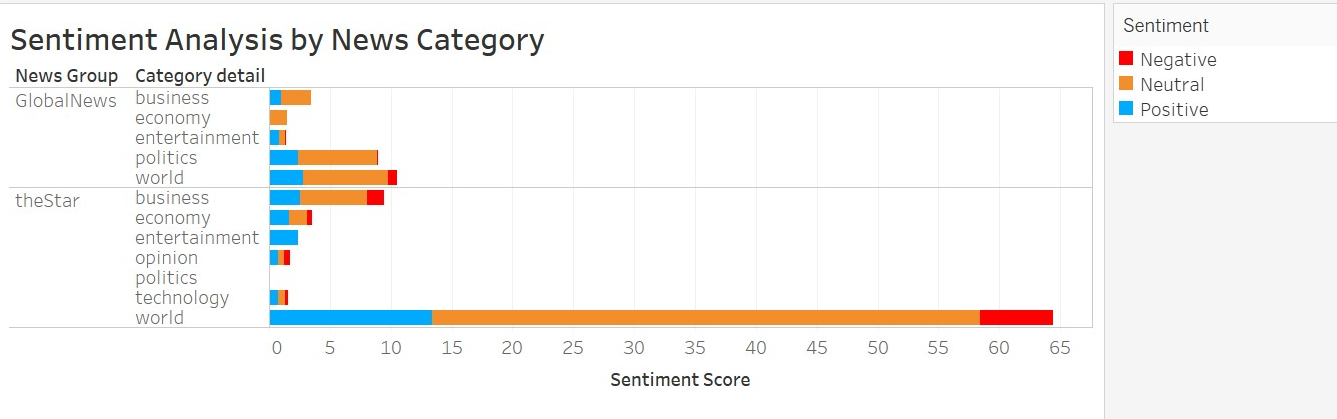 Sentiment Analysis by News Category
News Group Category detail
GlobalNews business
economy
entertainment
politics
world
theStar business
economy
entertainment
opinion
politics
technology
world
0 5 10 15 20 25 30 35 40 45 50 55 60 65
Sentiment Score
Sentiment
Negative
Neutral
Positive